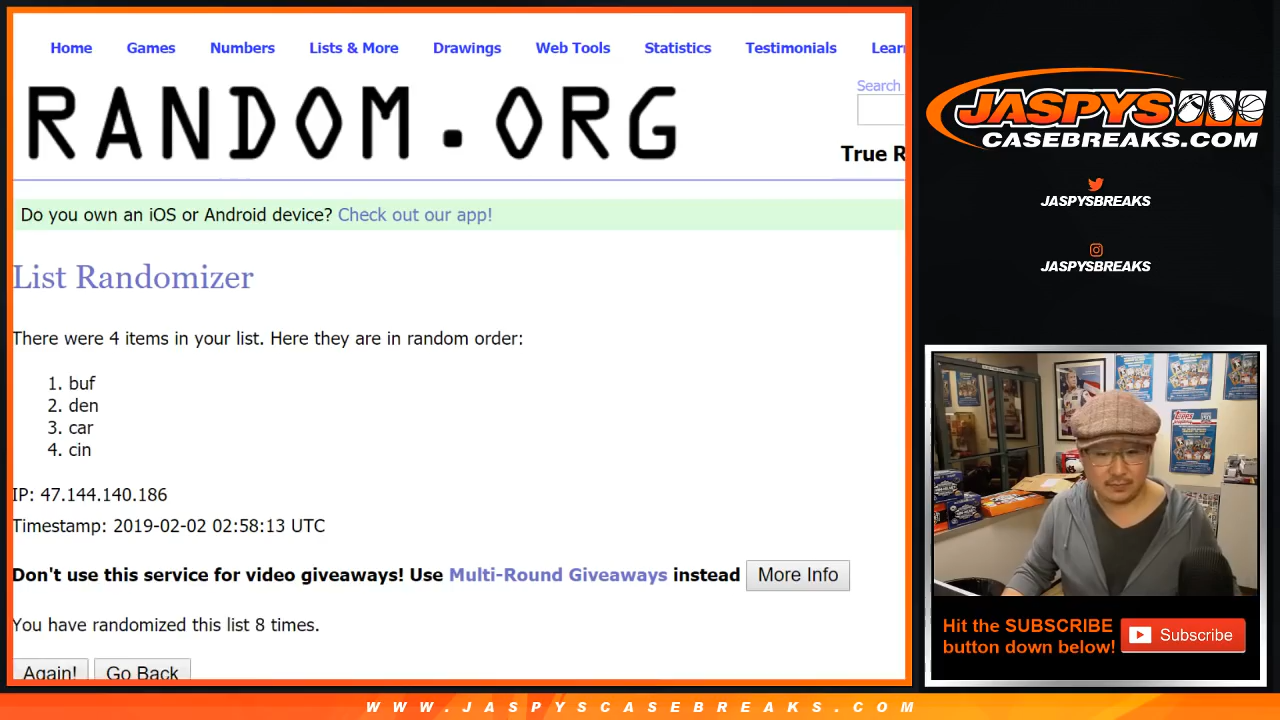 Home Games Numbers Lists & More Drawings Web Tools Statistics Testimonials Learn
RANDOM.ORG
Search
True R
Do you own an iOS or Android device? Check out our app!
List Randomizer
There were 4 items in your list. Here they are in random order:
1. buf
2. den
3. car
4. cin
IP: 47.144.140.186
Timestamp: 2019-02-02 02:58:13 UTC
Don't use this service for video giveaways! Use Multi-Round Giveaways instead More Info
You have randomized this list 8 times.
Again! Go Back
JASPYS
CASEBREAKS.COM
JASPYSBREAKS
JASPYSBREAKS
Topps
Hit the SUBSCRIBE
button down below!
Subscribe
WWW.JASPYSCASEBREAKS.COM